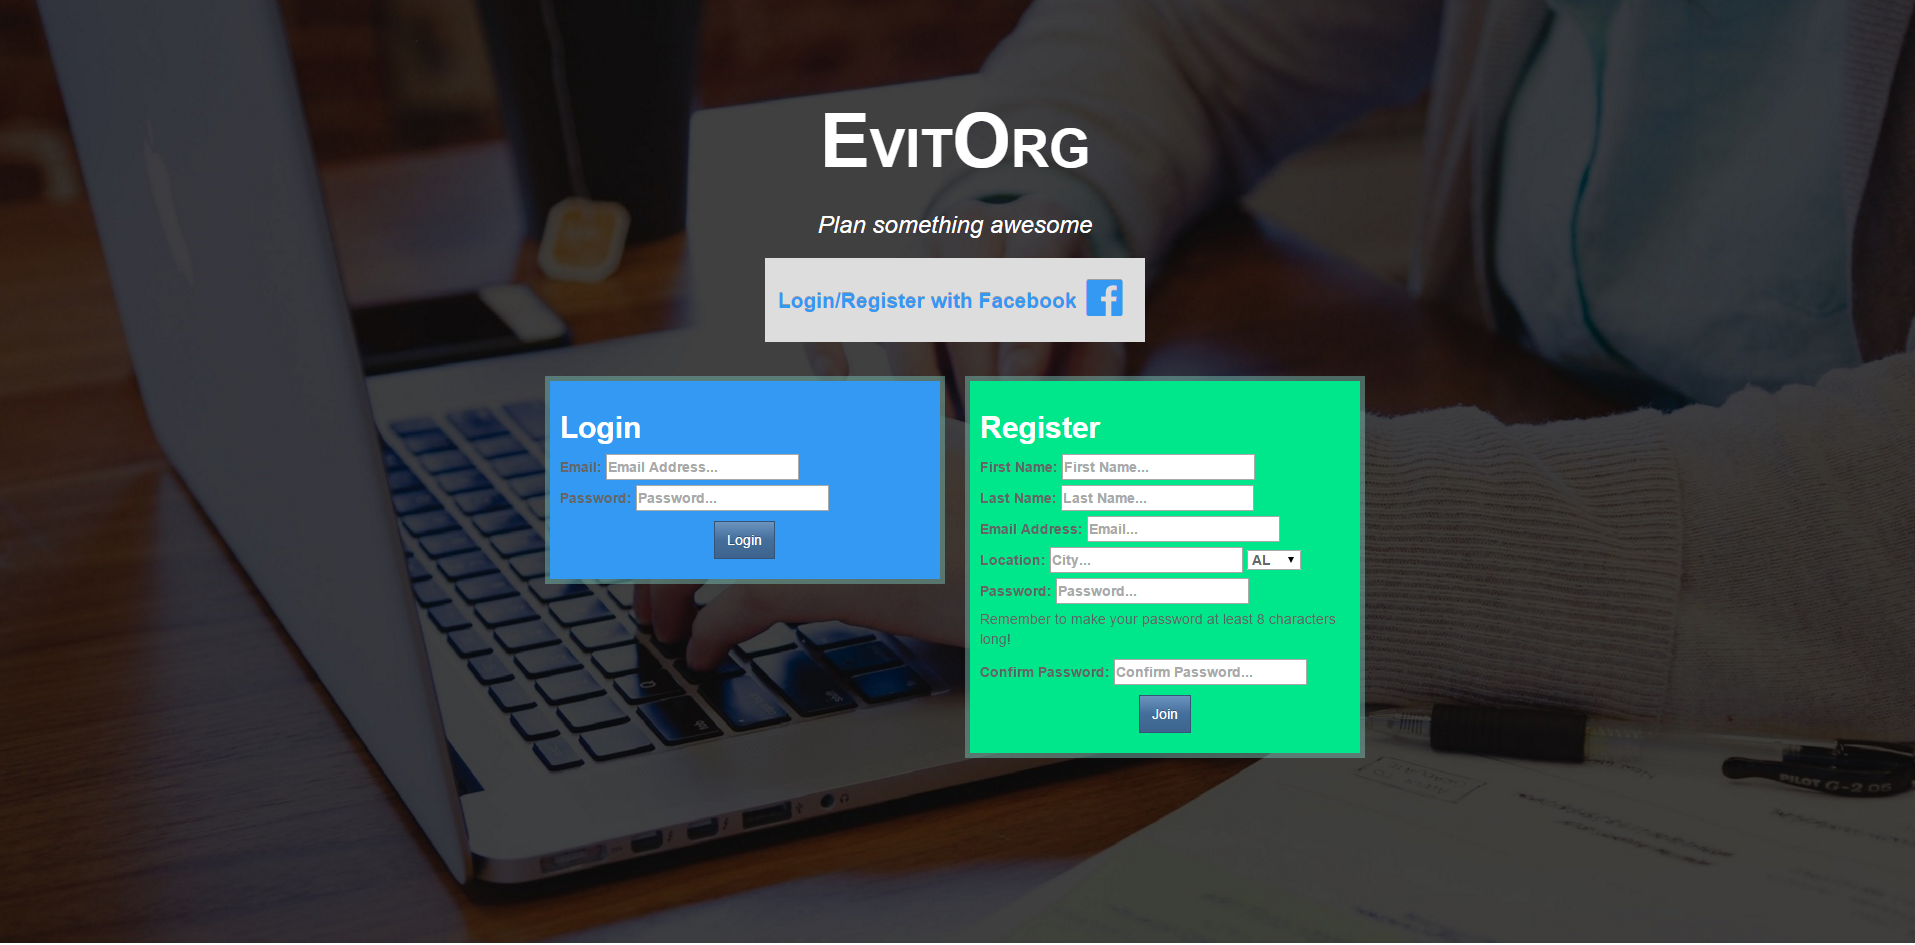 EvitOrg
Plan something awesome
Login/Register with Facebook
Login
Email: Email Address...
Password: Password...
Login
Register
First Name: First Name...
Last Name: Last Name...
Email Address: Email...
Location: City... AL
Password: Password...
Remember to make your password at least 8 characters
long!
Confirm Password: Confirm Password...
Join
PILOT G-2 05